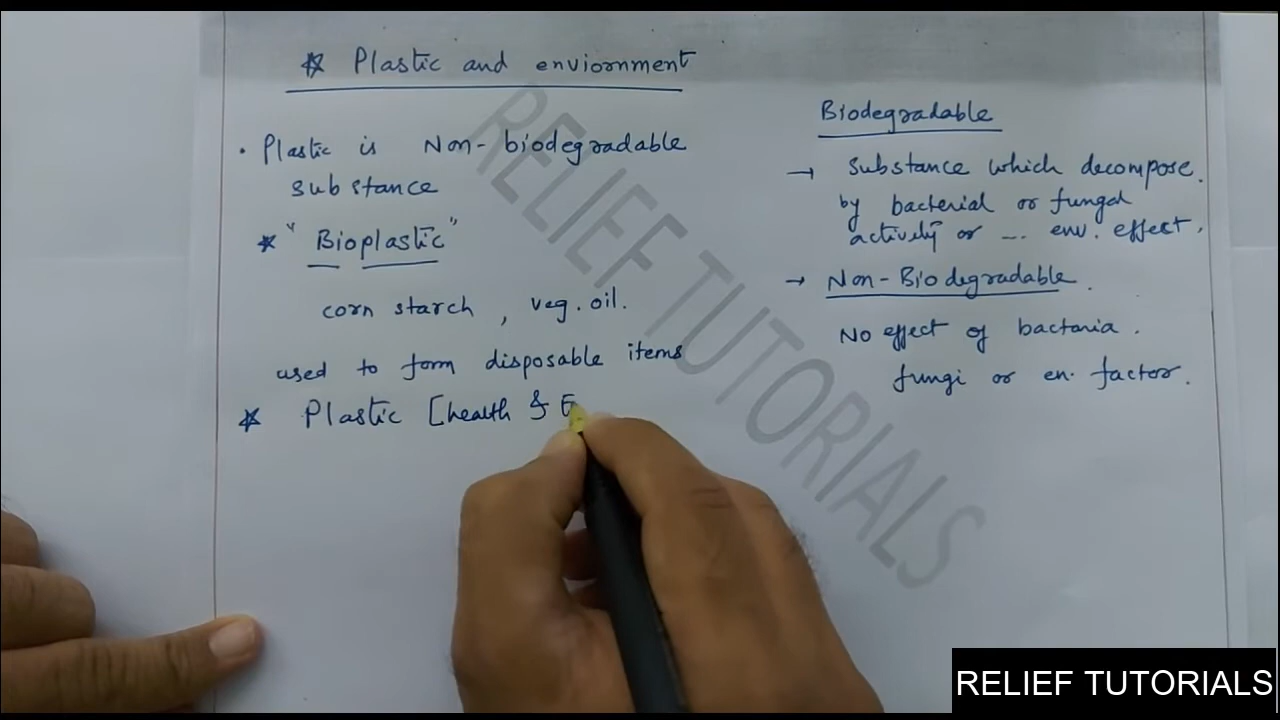 ☆ Plastic and enviornment
• Plastic is Non-biodegradable
substance
☆ "Bioplastic"
corn starch, veg. oil.
used to form disposable items
☆ Plastic [health & E
Biodegradable
→ Substance which decompose.
by bacterial or fungal
activity or ... env. effect.
→ Non-Biodegradable.
No effect of bactaria.
fungi or en. factor.
RELIEF TUTORIALS
RELIEF TUTORIALS